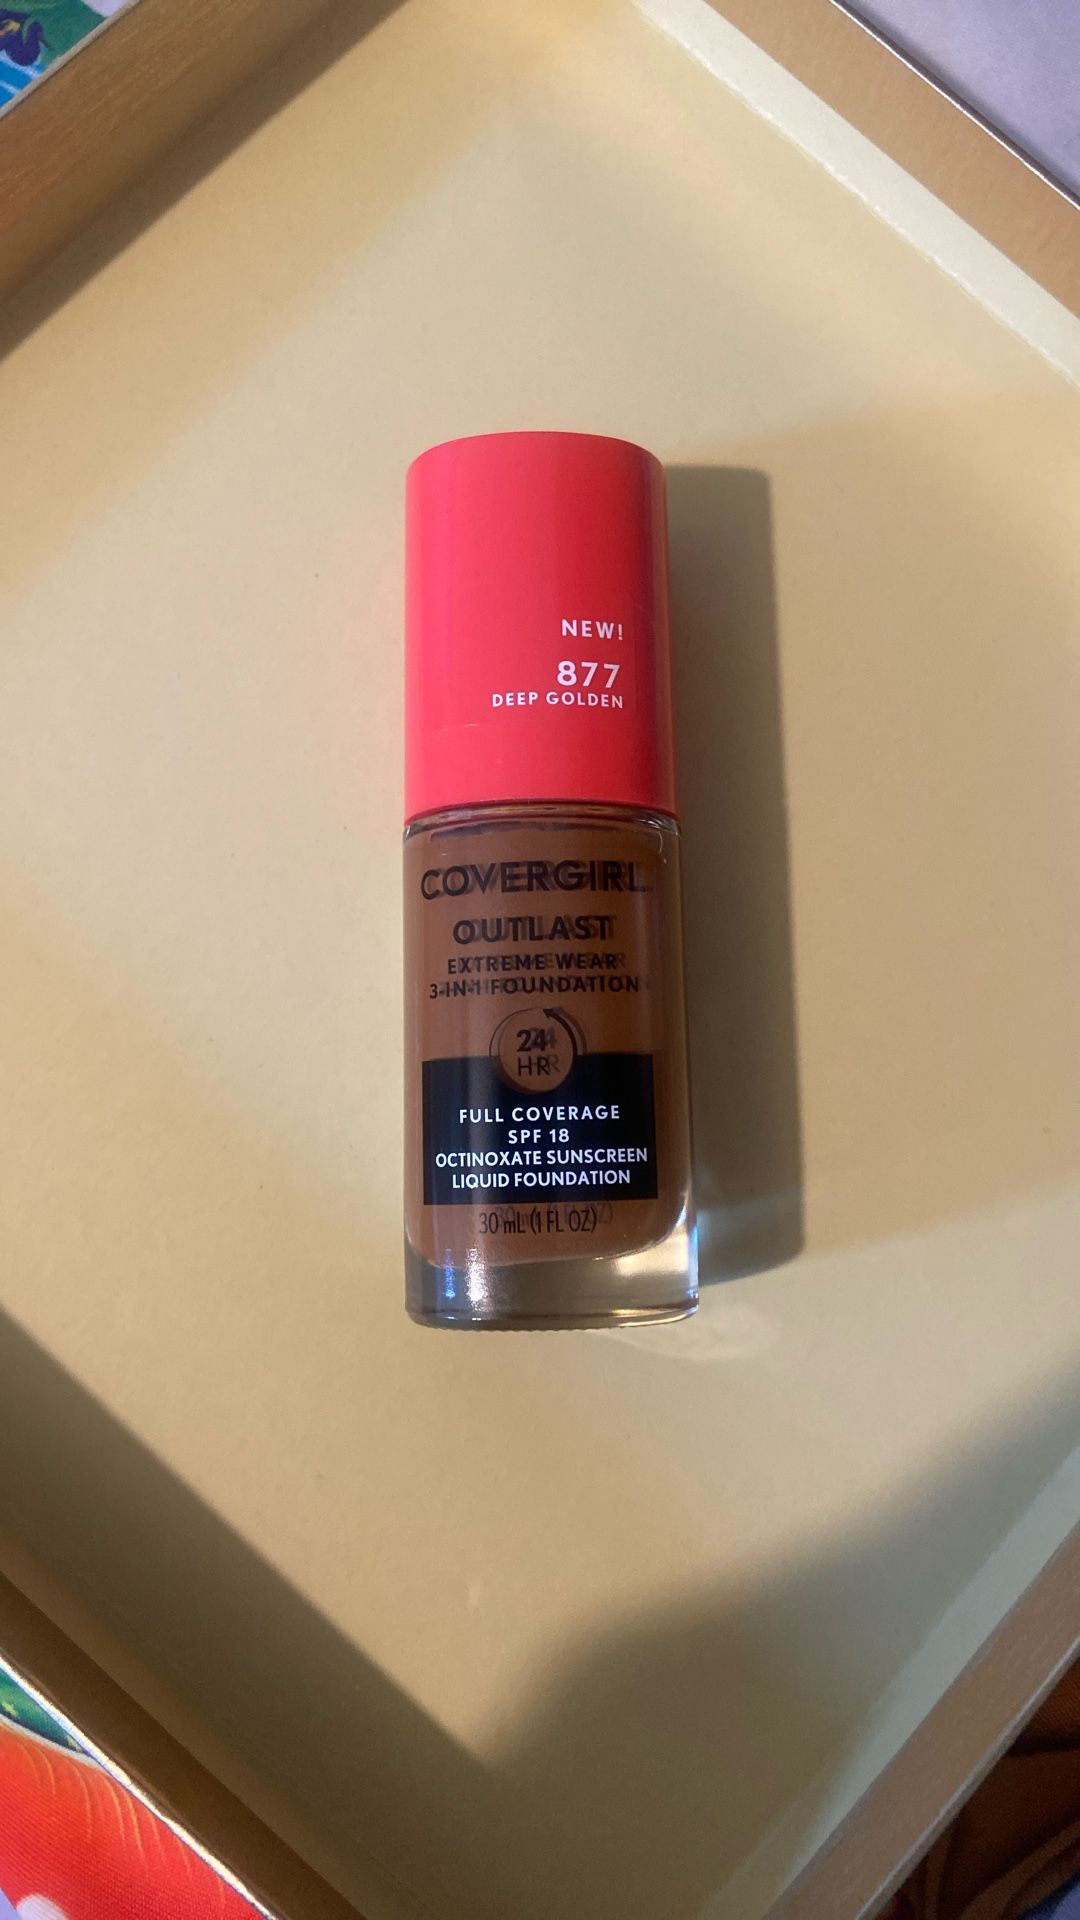 NEW!
877
DEEP GOLDEN
COVERGIRL
OUTLAST
EXTREME WEAR
3-IN-1 FOUNDATION
24
HR
FULL COVERAGE
SPF 18
OCTINOXATE SUNSCREEN
LIQUID FOUNDATION
30 mL (1 FL OZ)